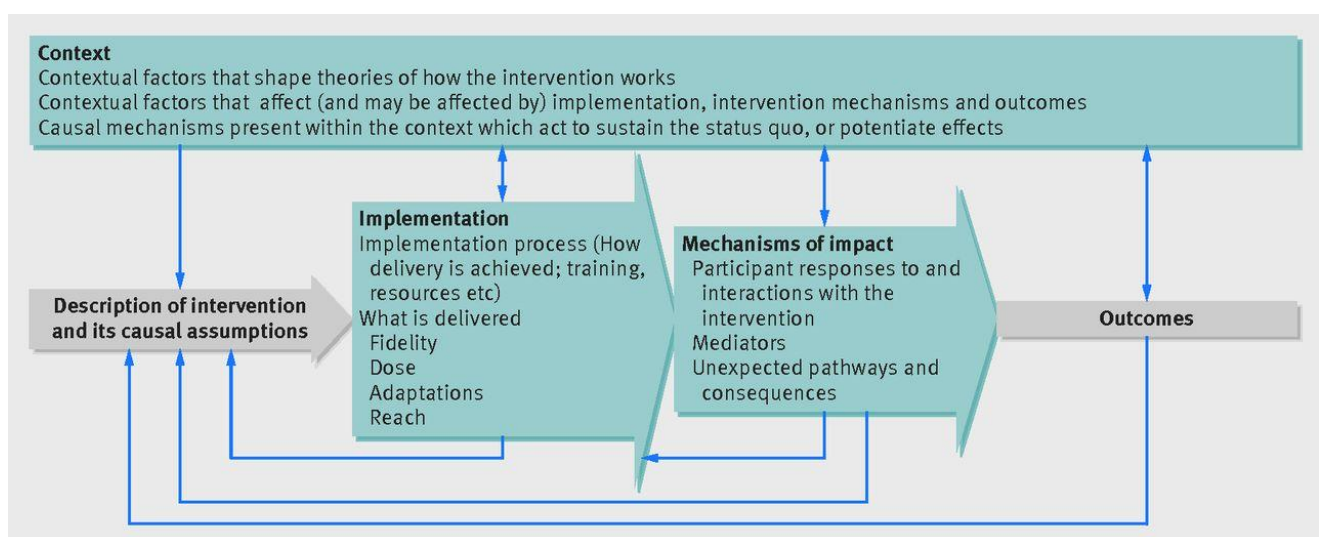 Context
Contextual factors that shape theories of how the intervention works
Contextual factors that affect (and may be affected by) implementation, intervention mechanisms and outcomes
Causal mechanisms present within the context which act to sustain the status quo, or potentiate effects
Description of intervention
and its causal assumptions
Implementation
Implementation process (How
delivery is achieved; training,
resources etc)
What is delivered
Fidelity
Dose
Adaptations
Reach
Mechanisms of impact
Participant responses to and
interactions with the
intervention
Mediators
Unexpected pathways and
consequences
Outcomes